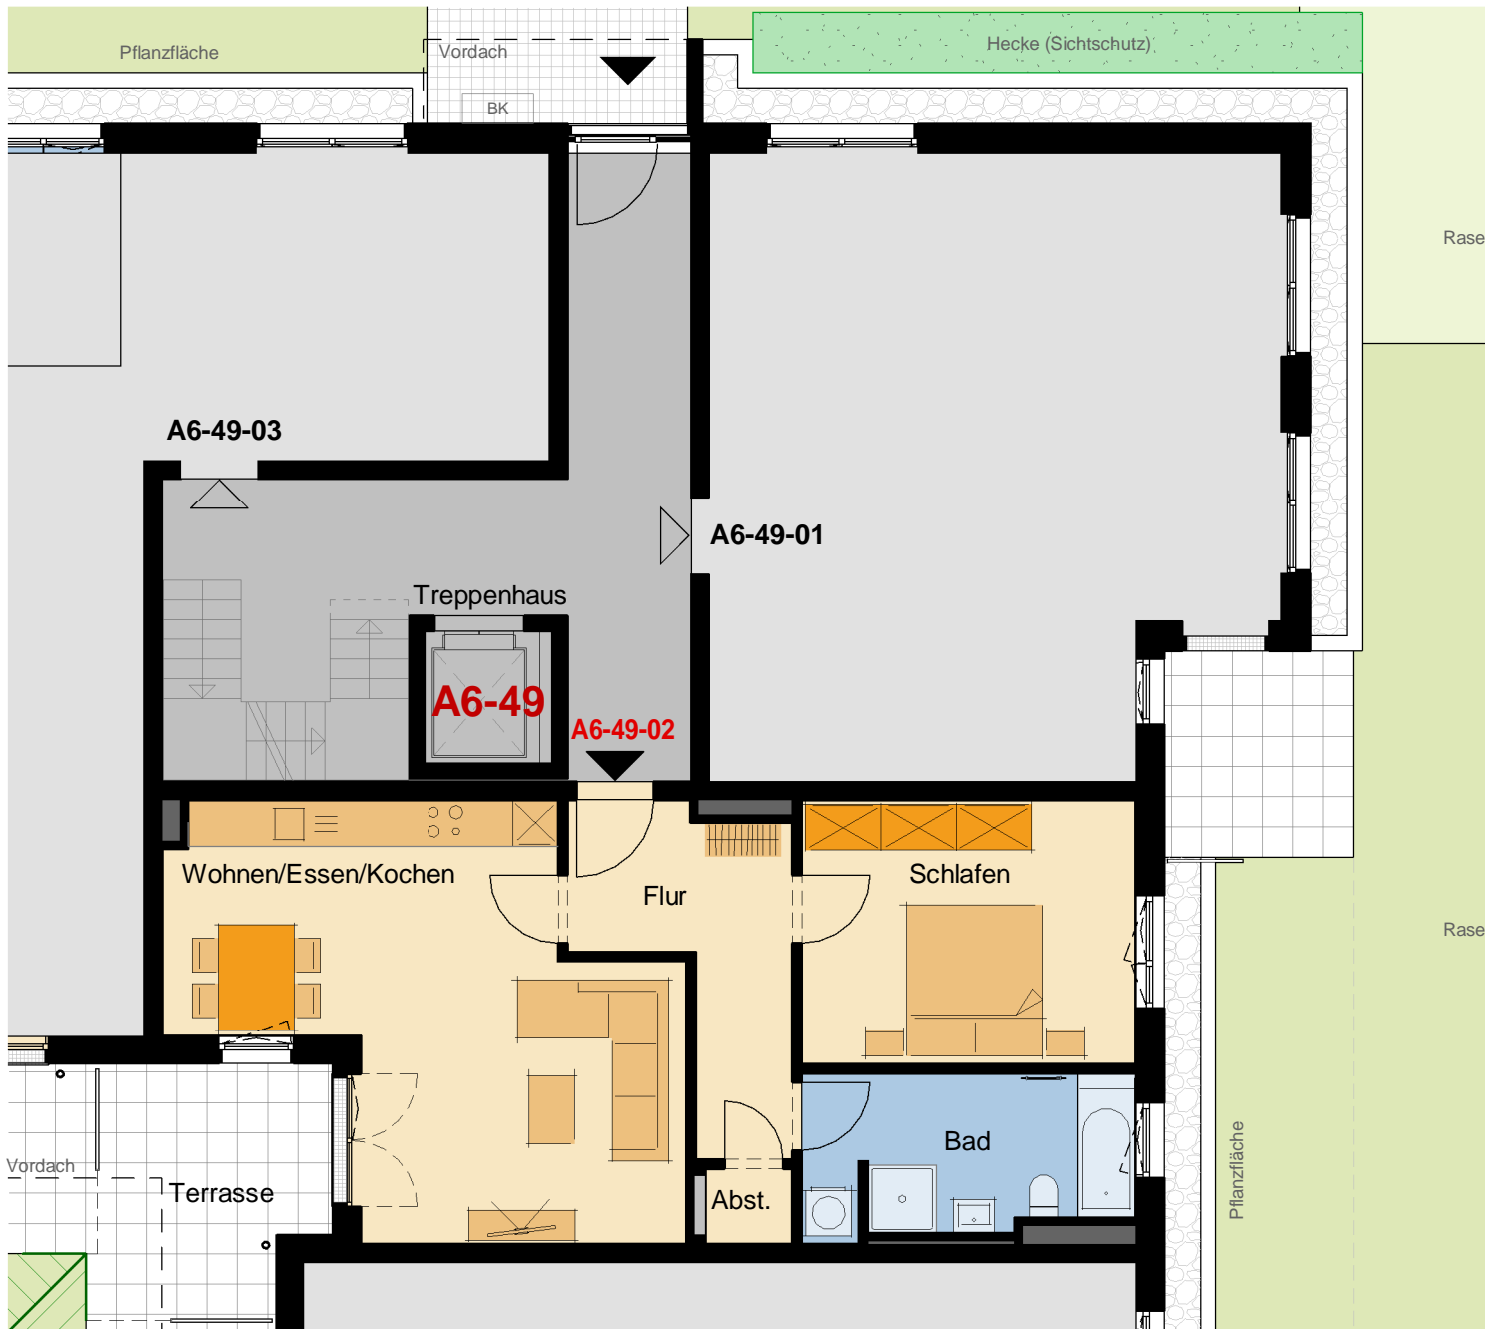 Pflanzfläche
Vordach
Hecke (Sichtschutz)
BK
Rase
A6-49-03
A6-49-01
Treppenhaus
A6-49
A6-49-02
Wohnen/Essen/Kochen
Flur
Schlafen
Rase
Bad
Vordach
Terrasse
Abst.
Pflanzfläche